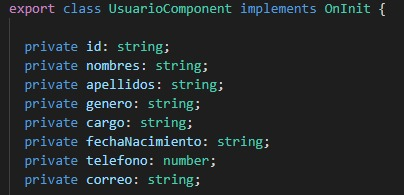 export class UsuarioComponent implements OnInit {
private id: string;
private nombres: string;
private apellidos: string;
private genero: string;
private cargo: string;
private fechaNacimiento: string;
private telefono: number;
private correo: string;